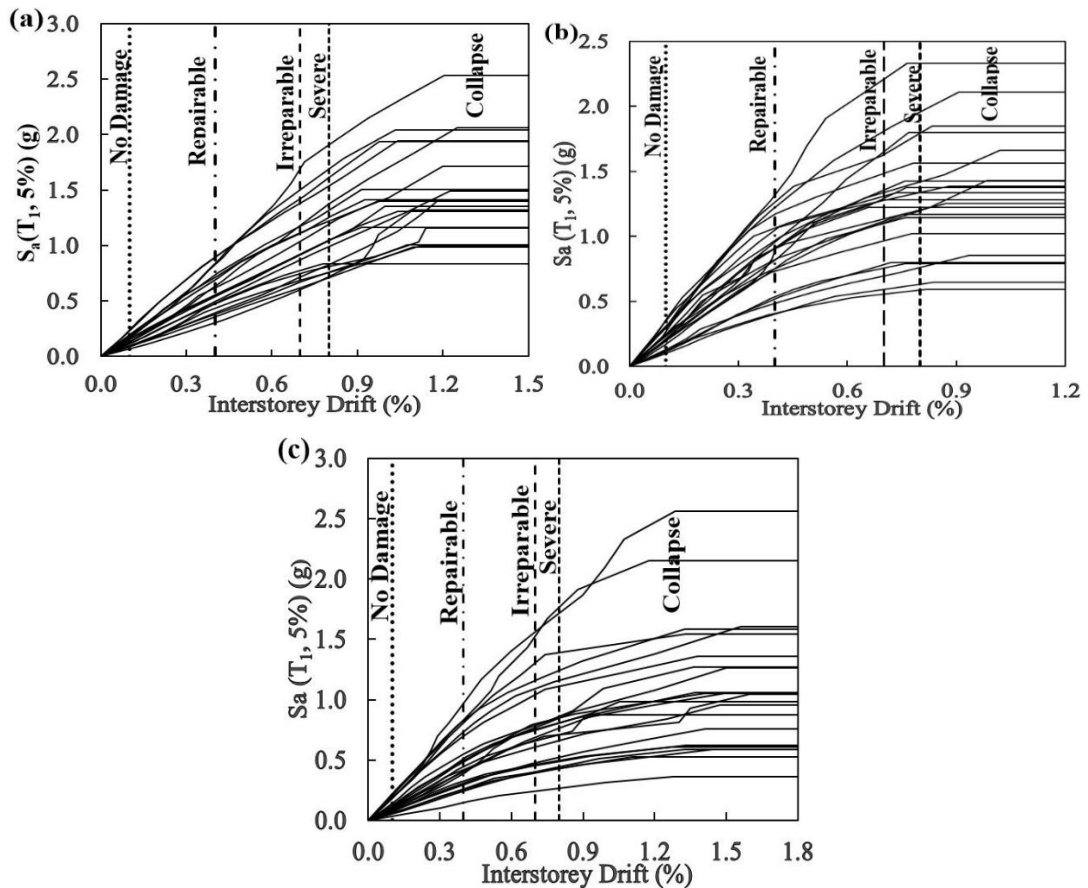 (a)
3.0
2.5
2.0
1.5
1.0
0.5
0.0
Sₐ(T₁, 5%) (g)
No Damage
Repairable
Irreparable
Severe
Collapse
0.0 0.3 0.6 0.9 1.2 1.5
Interstorey Drift (%)
(b)
2.5
2.0
1.5
1.0
0.5
0.0
Sa (T₁, 5%) (g)
No Damage
Repairable
Irreparable
Severe
Collapse
0.0 0.3 0.6 0.9 1.2
Interstorey Drift (%)
(c)
3.0
2.5
2.0
1.5
1.0
0.5
0.0
Sa (T₁, 5%) (g)
No Damage
Repairable
Irreparable
Severe
Collapse
0.0 0.3 0.6 0.9 1.2 1.5 1.8
Interstorey Drift (%)